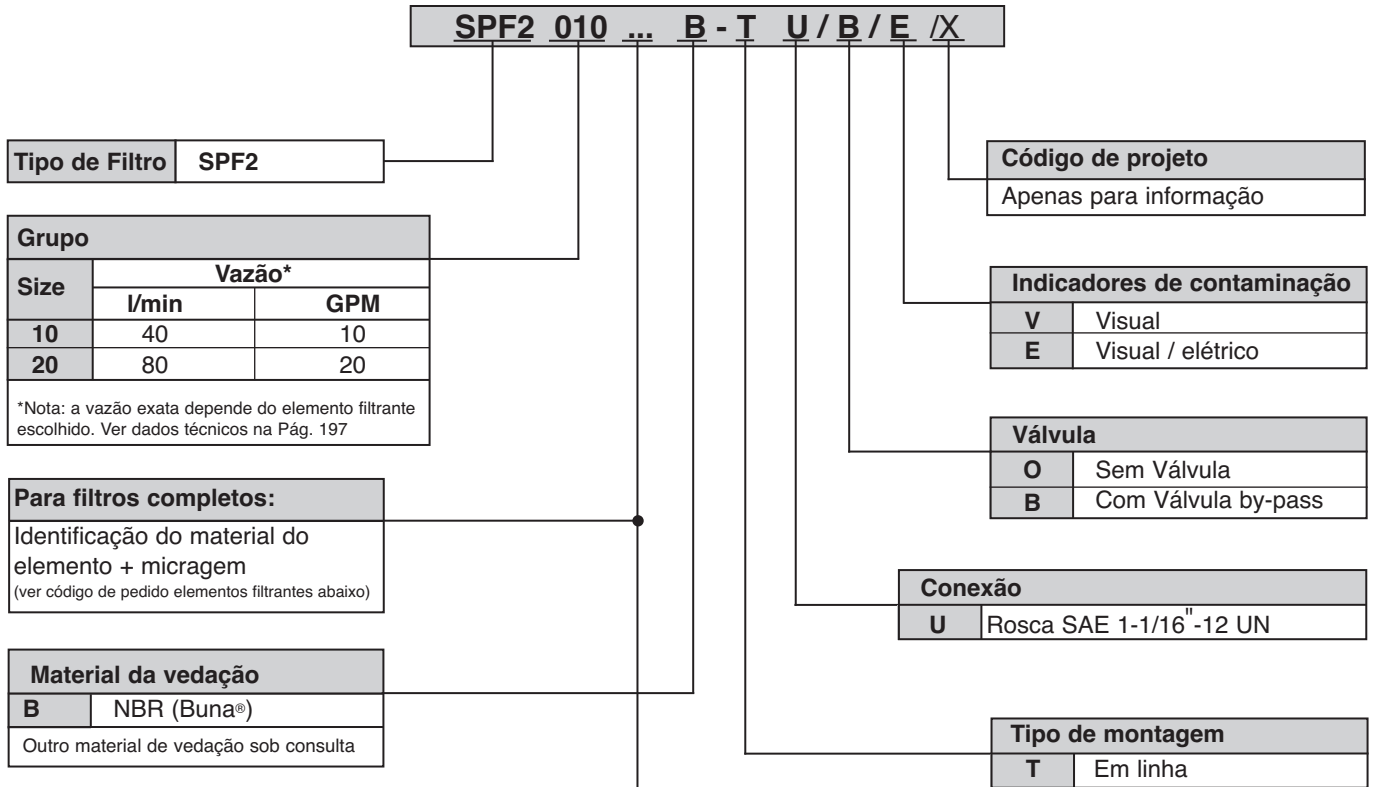 SPF2 010 ... B - T U / B / E /X
Tipo de Filtro SPF2
Grupo
Size Vazão*
l/min GPM
10 40 10
20 80 20
*Nota: a vazão exata depende do elemento filtrante
escolhido. Ver dados técnicos na Pág. 197
Para filtros completos:
Identificação do material do
elemento + micragem
(ver código de pedido elementos filtrantes abaixo)
Material da vedação
B NBR (Buna®)
Outro material de vedação sob consulta
Código de projeto
Apenas para informação
Indicadores de contaminação
V Visual
E Visual / elétrico
Válvula
O Sem Válvula
B Com Válvula by-pass
Conexão
U Rosca SAE 1-1/16"-12 UN
Tipo de montagem
T Em linha